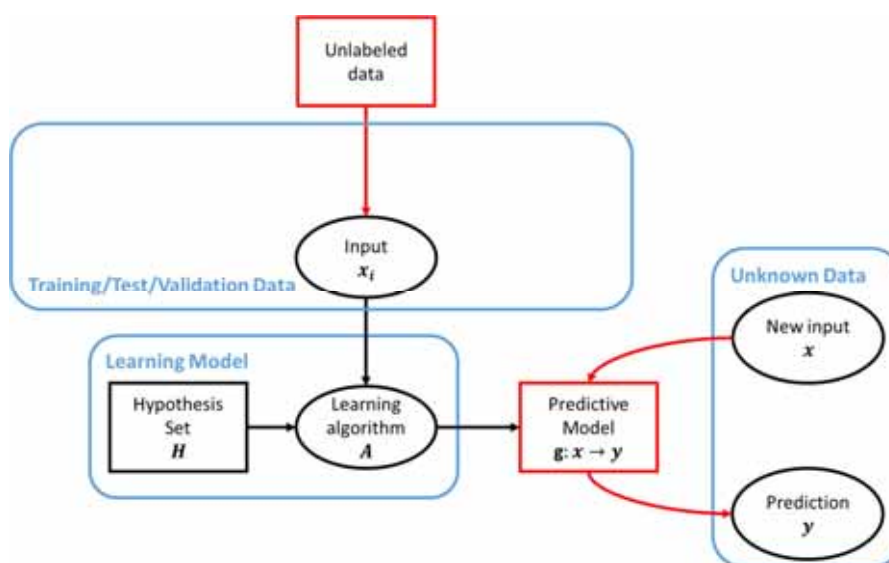 Unlabeled
data
Input
x_i
Training/Test/Validation Data
Unknown Data
New input
x
Learning Model
Hypothesis
Set
H
Learning
algorithm
A
Predictive
Model
g: x → y
Prediction
y